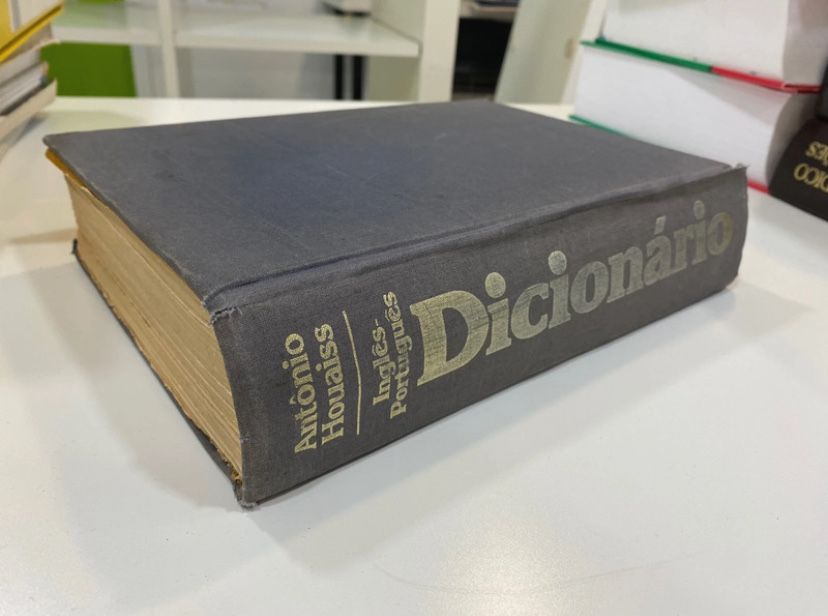 Antônio
Houaiss
Inglês-
Português
Dicionário